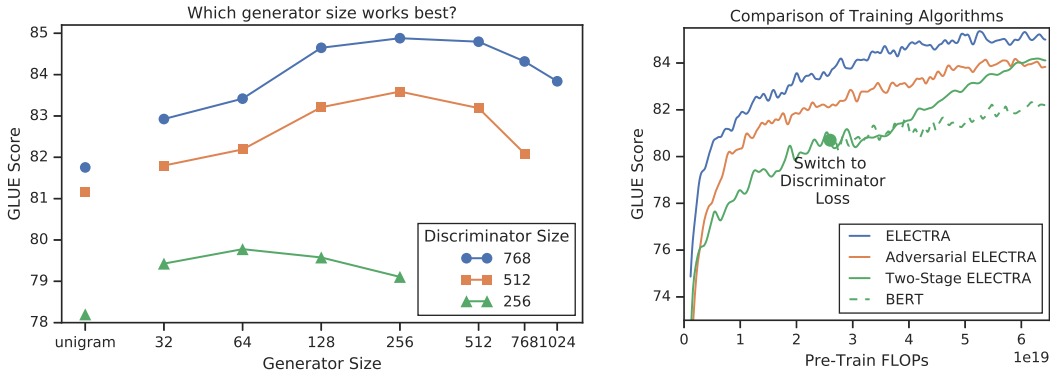 Which generator size works best?
GLUE Score
85
84
83
82
81
80
79
78
unigram 32 64 128 256 512 768 1024
Generator Size
Discriminator Size
768
512
256
Comparison of Training Algorithms
GLUE Score
84
82
80
78
76
74
0 1 2 3 4 5 6
1e19
Pre-Train FLOPs
Switch to
Discriminator
Loss
ELECTRA
Adversarial ELECTRA
Two-Stage ELECTRA
BERT